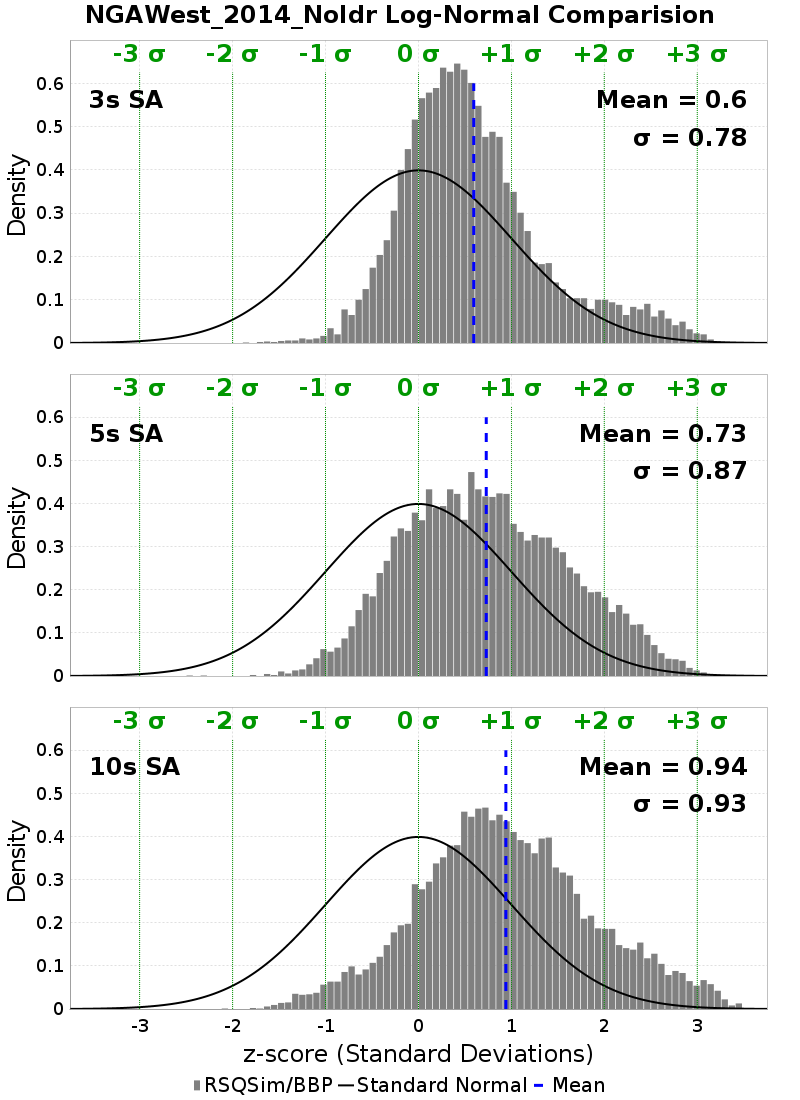 NGAWest_2014_NoIdr Log-Normal Comparision
-3 σ -2 σ -1 σ 0 σ +1 σ +2 σ +3 σ
3s SA
Mean = 0.6
σ = 0.78
0.6
0.5
0.4
0.3
0.2
0.1
0
Density
-3 σ -2 σ -1 σ 0 σ +1 σ +2 σ +3 σ
5s SA
Mean = 0.73
σ = 0.87
0.6
0.5
0.4
0.3
0.2
0.1
0
Density
-3 σ -2 σ -1 σ 0 σ +1 σ +2 σ +3 σ
10s SA
Mean = 0.94
σ = 0.93
0.6
0.5
0.4
0.3
0.2
0.1
0
Density
-3 -2 -1 0 1 2 3
z-score (Standard Deviations)
RSQSim/BBP Standard Normal Mean